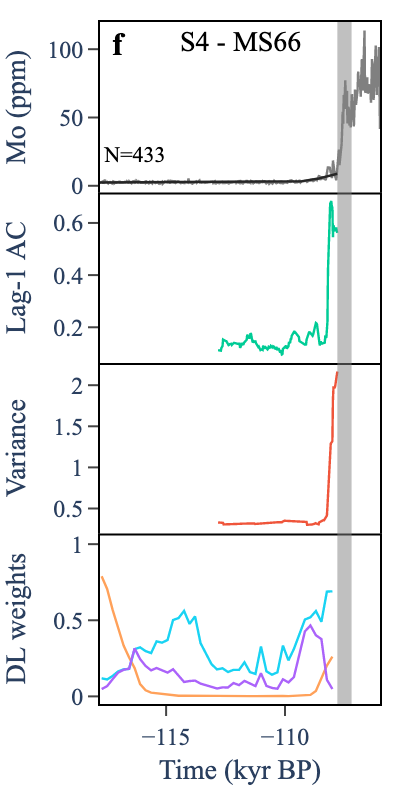 f S4 - MS66
Mo (ppm)
100
50
0
N=433
Lag-1 AC
0.6
0.4
0.2
Variance
2
1.5
1
0.5
DL weights
1
0.5
0
−115 −110
Time (kyr BP)